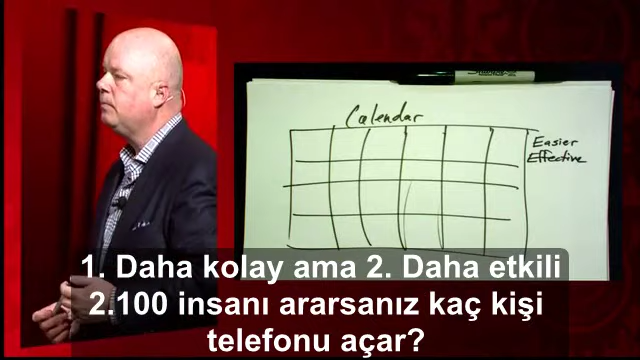 Calendar
Easier
Effective
1. Daha kolay ama 2. Daha etkili
2.100 insanı ararsanız kaç kişi
telefonu açar?